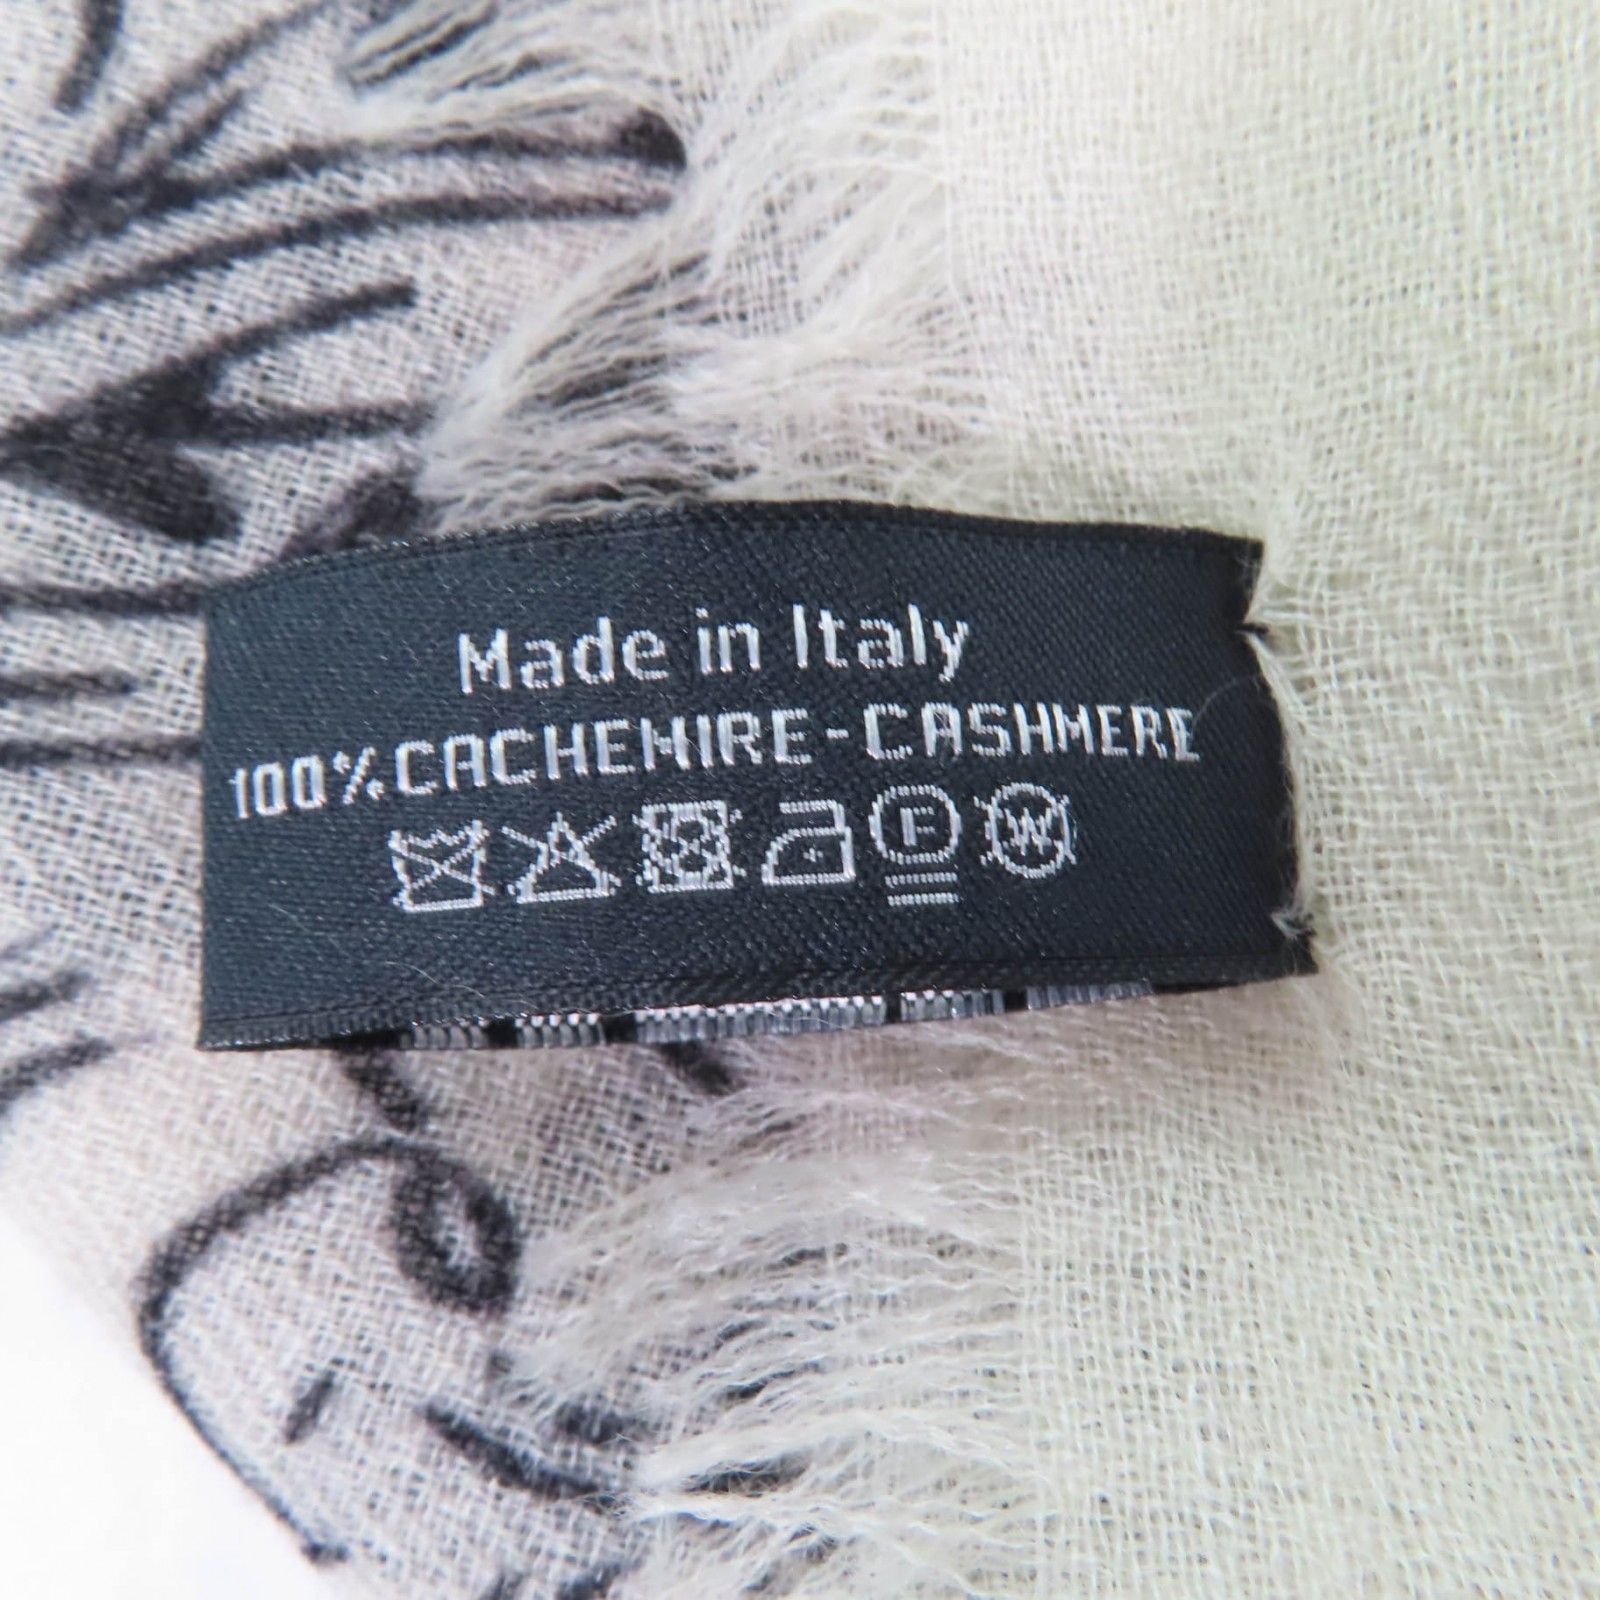 Made in Italy
100% CACHEMIRE-CASHMERE
F W